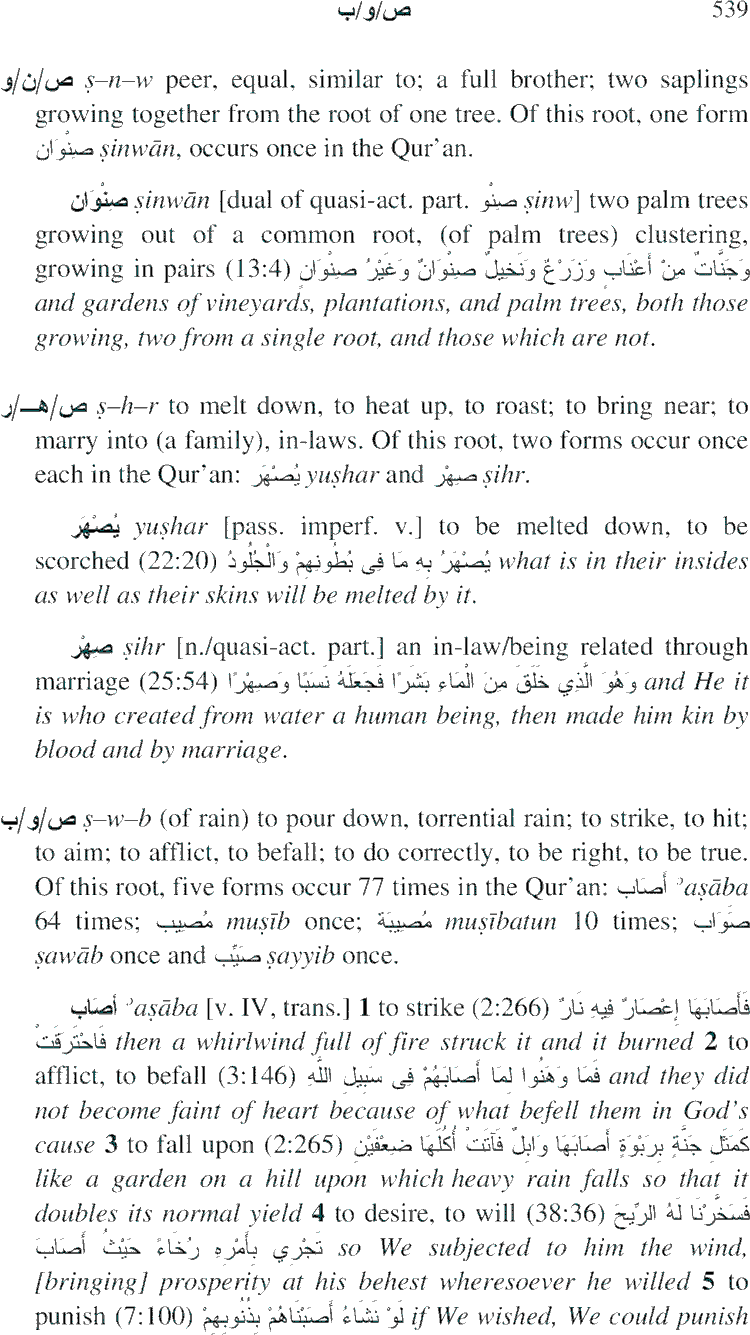 ص/و/ب 539
ص/ن/و ṣ–n–w peer, equal, similar to; a full brother; two saplings
growing together from the root of one tree. Of this root, one form
صنْوَان ṣinwān, occurs once in the Qur’an.
صنْوَان ṣinwān [dual of quasi-act. part. صنْو ṣinw] two palm trees
growing out of a common root, (of palm trees) clustering,
growing in pairs (13:4) وَجَنَّاتٌ مِنْ أَعْنَابٍ وَزَرْعٌ وَنَخِيلٌ صِنْوَانٌ وَغَيْرُ صِنْوَانٍ
and gardens of vineyards, plantations, and palm trees, both those
growing, two from a single root, and those which are not.
ص/هـ/ر ṣ–h–r to melt down, to heat up, to roast; to bring near; to
marry into (a family), in-laws. Of this root, two forms occur once
each in the Qur’an: يُصْهَر yuṣhar and صِهْر ṣihr.
يُصْهَر yuṣhar [pass. imperf. v.] to be melted down, to be
scorched (22:20) يُصْهَرُ بِهِ مَا فِى بُطُونِهِمْ وَالْجُلُودُ what is in their insides
as well as their skins will be melted by it.
صِهْر ṣihr [n./quasi-act. part.] an in-law/being related through
marriage (25:54) وَهُوَ الَّذِي خَلَقَ مِنَ الْمَاءِ بَشَرًا فَجَعَلَهُ نَسَبًا وَصِهْرًا and He it
is who created from water a human being, then made him kin by
blood and by marriage.
ص/و/ب ṣ–w–b (of rain) to pour down, torrential rain; to strike, to hit;
to aim; to afflict, to befall; to do correctly, to be right, to be true.
Of this root, five forms occur 77 times in the Qur’an: أَصَاب ʾaṣāba
64 times; مُصِيب muṣīb once; مُصِيبَة muṣībatun 10 times; صَوَاب
ṣawāb once and صَيِّب ṣayyib once.
أَصَاب ʾaṣāba [v. IV, trans.] 1 to strike (2:266) فَأَصَابَهَا إِعْصَارٌ فِيهِ نَارٌ
فَاحْتَرَقَتْ then a whirlwind full of fire struck it and it burned 2 to
afflict, to befall (3:146) فَمَا وَهَنُوا لِمَا أَصَابَهُمْ فِى سَبِيلِ اللَّهِ and they did
not become faint of heart because of what befell them in God’s
cause 3 to fall upon (2:265) كَمَثَلِ جَنَّةٍ بِرَبْوَةٍ أَصَابَهَا وَابِلٌ فَآتَتْ أُكُلَهَا ضِعْفَيْنِ
like a garden on a hill upon which heavy rain falls so that it
doubles its normal yield 4 to desire, to will (38:36) فَسَخَّرْنَا لَهُ الرِّيحَ
تَجْرِي بِأَمْرِهِ رُخَاءً حَيْثُ أَصَابَ so We subjected to him the wind,
[bringing] prosperity at his behest wheresoever he willed 5 to
punish (7:100) لَوْ نَشَاءُ أَصَبْنَاهُمْ بِذُنُوبِهِمْ if We wished, We could punish